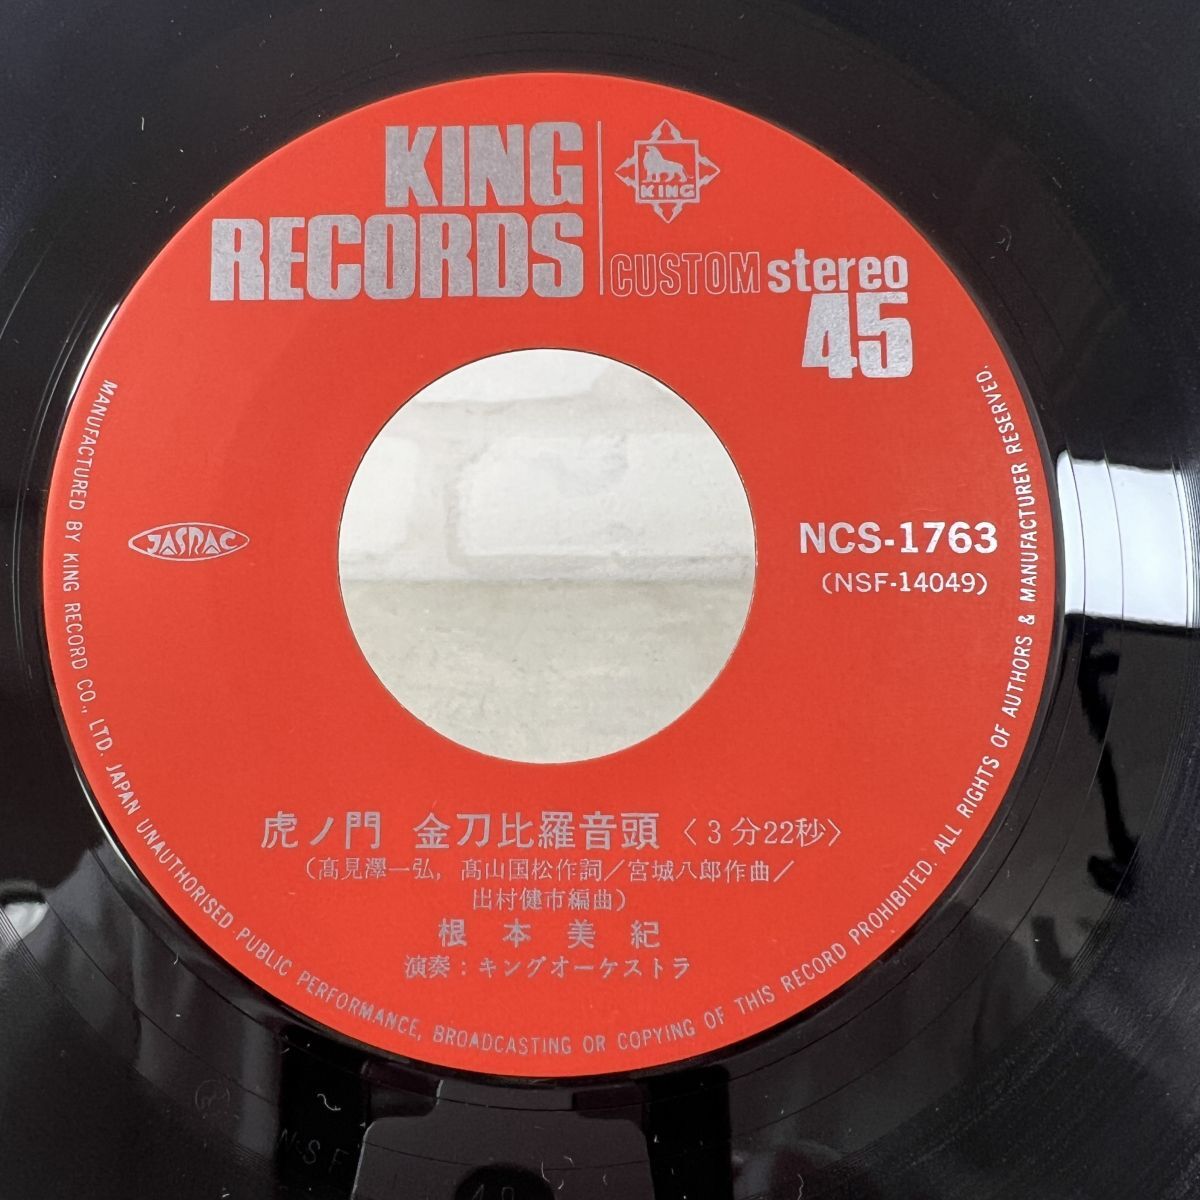 KING
RECORDS
KING
CUSTOM stereo
45
JASRAC
NCS-1763
(NSF-14049)
虎ノ門 金刀比羅音頭〈3分22秒〉
(髙見澤一弘, 髙山国松作詞/宮城八郎作曲/
出村健市編曲)
根本美紀
演奏:キングオーケストラ
MANUFACTURED BY KING RECORD CO., LTD. JAPAN UNAUTHORISED PUBLIC PERFORMANCE, BROADCASTING OR COPYING OF THIS RECORD PROHIBITED. ALL RIGHTS OF AUTHORS & MANUFACTURER RESERVED.
NSF